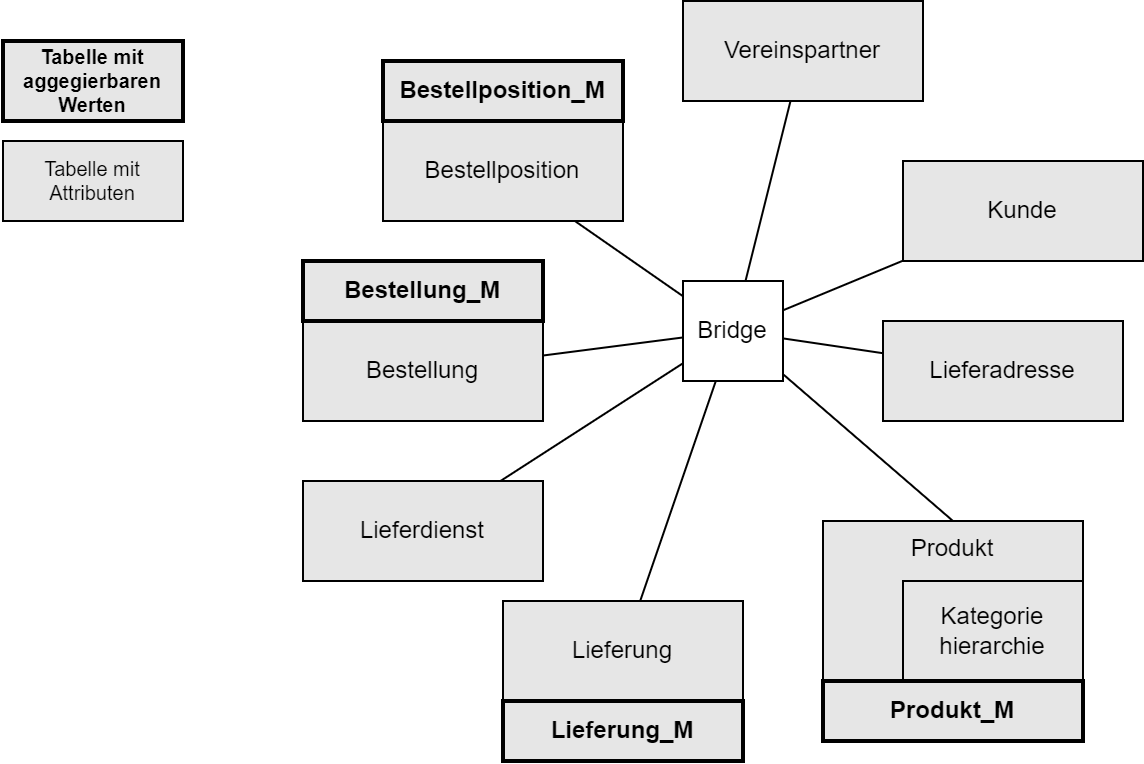 Tabelle mit
aggegierbaren
Werten
Tabelle mit
Attributen
Bestellposition_M
Bestellposition
Vereinspartner
Kunde
Bestellung_M
Bestellung
Bridge
Lieferadresse
Lieferdienst
Produkt
Kategorie
hierarchie
Produkt_M
Lieferung
Lieferung_M